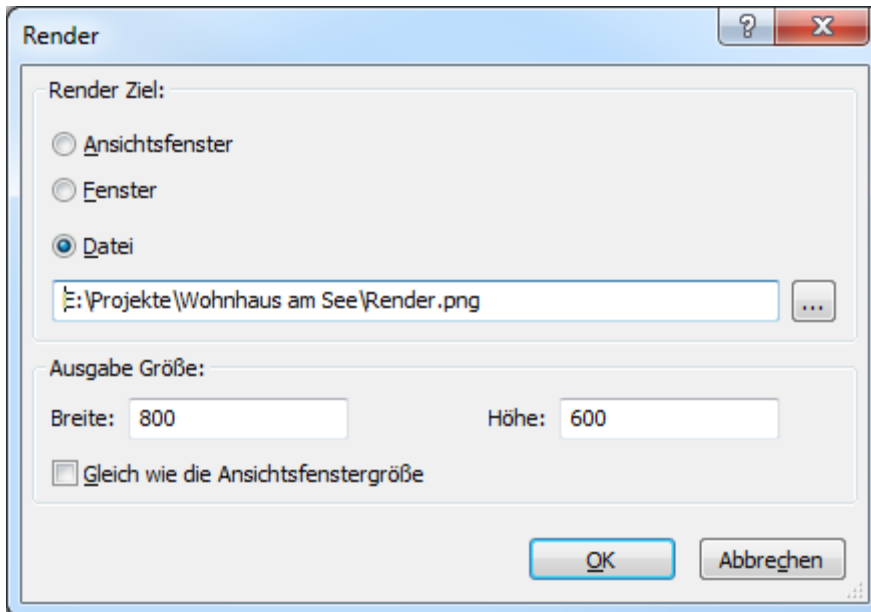 Render
Render Ziel:
Ansichtsfenster
Fenster
Datei
E:\Projekte\Wohnhaus am See\Render.png
...
Ausgabe Größe:
Breite: 800 Höhe: 600
Gleich wie die Ansichtsfenstergröße
OK Abbrechen